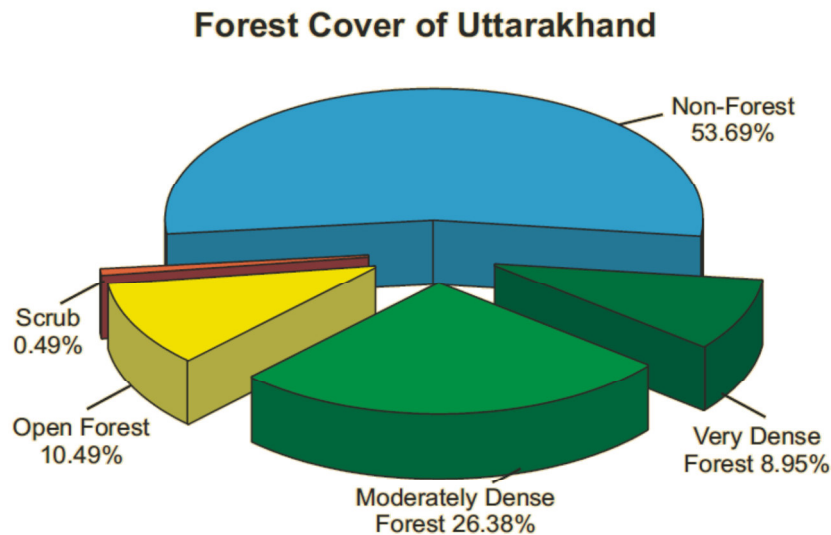 Forest Cover of Uttarakhand
Non-Forest
53.69%
Scrub
0.49%
Open Forest
10.49%
Very Dense
Forest 8.95%
Moderately Dense
Forest 26.38%